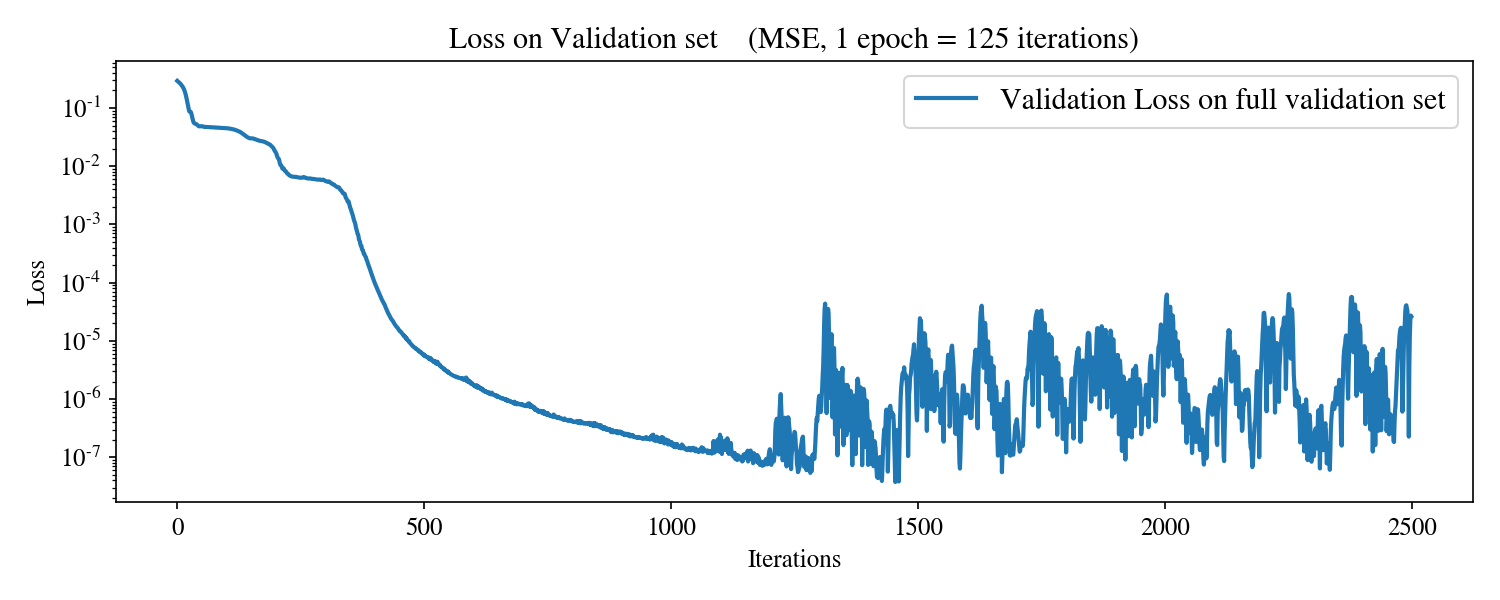 Loss on Validation set (MSE, 1 epoch = 125 iterations)
Validation Loss on full validation set
Loss
10⁻¹
10⁻²
10⁻³
10⁻⁴
10⁻⁵
10⁻⁶
10⁻⁷
0 500 1000 1500 2000 2500
Iterations